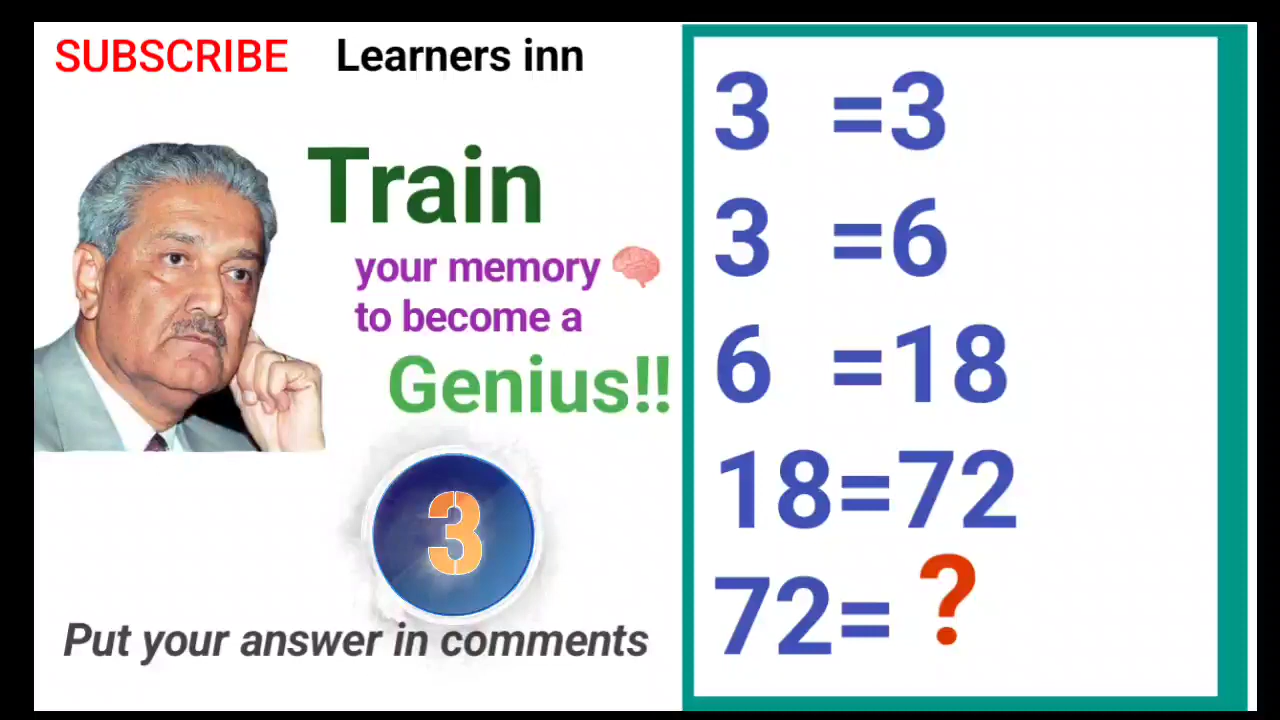 SUBSCRIBE Learners inn
Train
your memory
to become a
Genius!!
3
Put your answer in comments
3 =3
3 =6
6 =18
18=72
72= ?